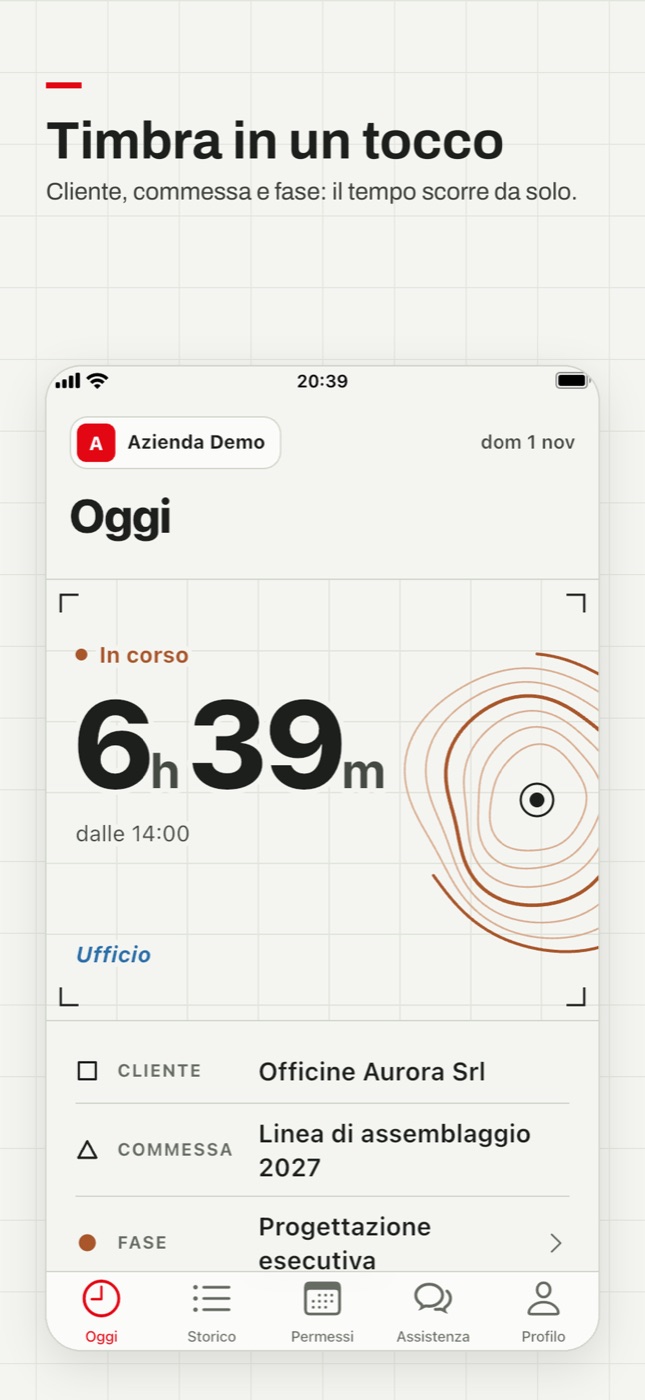 Timbra in un tocco
Cliente, commessa e fase: il tempo scorre da solo.
20:39
A Azienda Demo
dom 1 nov
Oggi
In corso
6h 39m
dalle 14:00
Ufficio
CLIENTE
Officine Aurora Srl
COMMESSA
Linea di assemblaggio
2027
FASE
Progettazione
esecutiva
Oggi
Storico
Permessi
Assistenza
Profilo